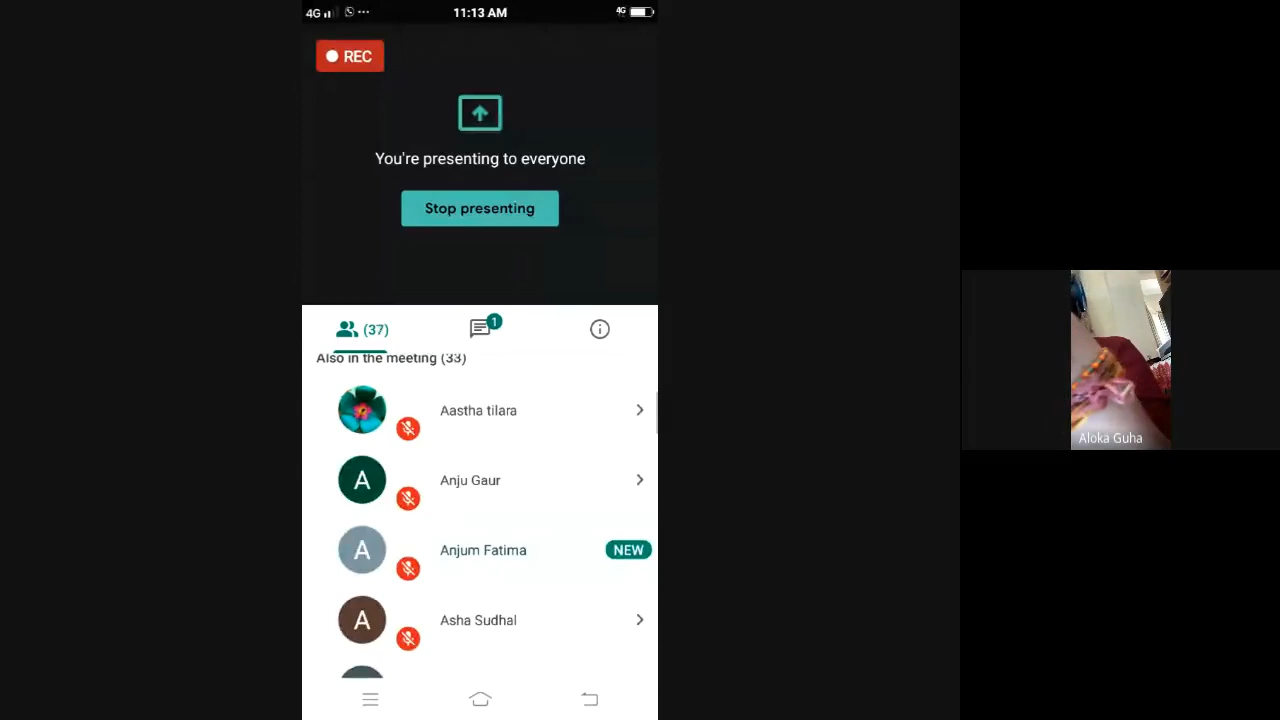 4G 11:13 AM 4G
REC
You're presenting to everyone
Stop presenting
(37) 1
Also in the meeting (33)
Aastha tilara
A Anju Gaur
A Anjum Fatima NEW
A Asha Sudhal
Aloka Guha